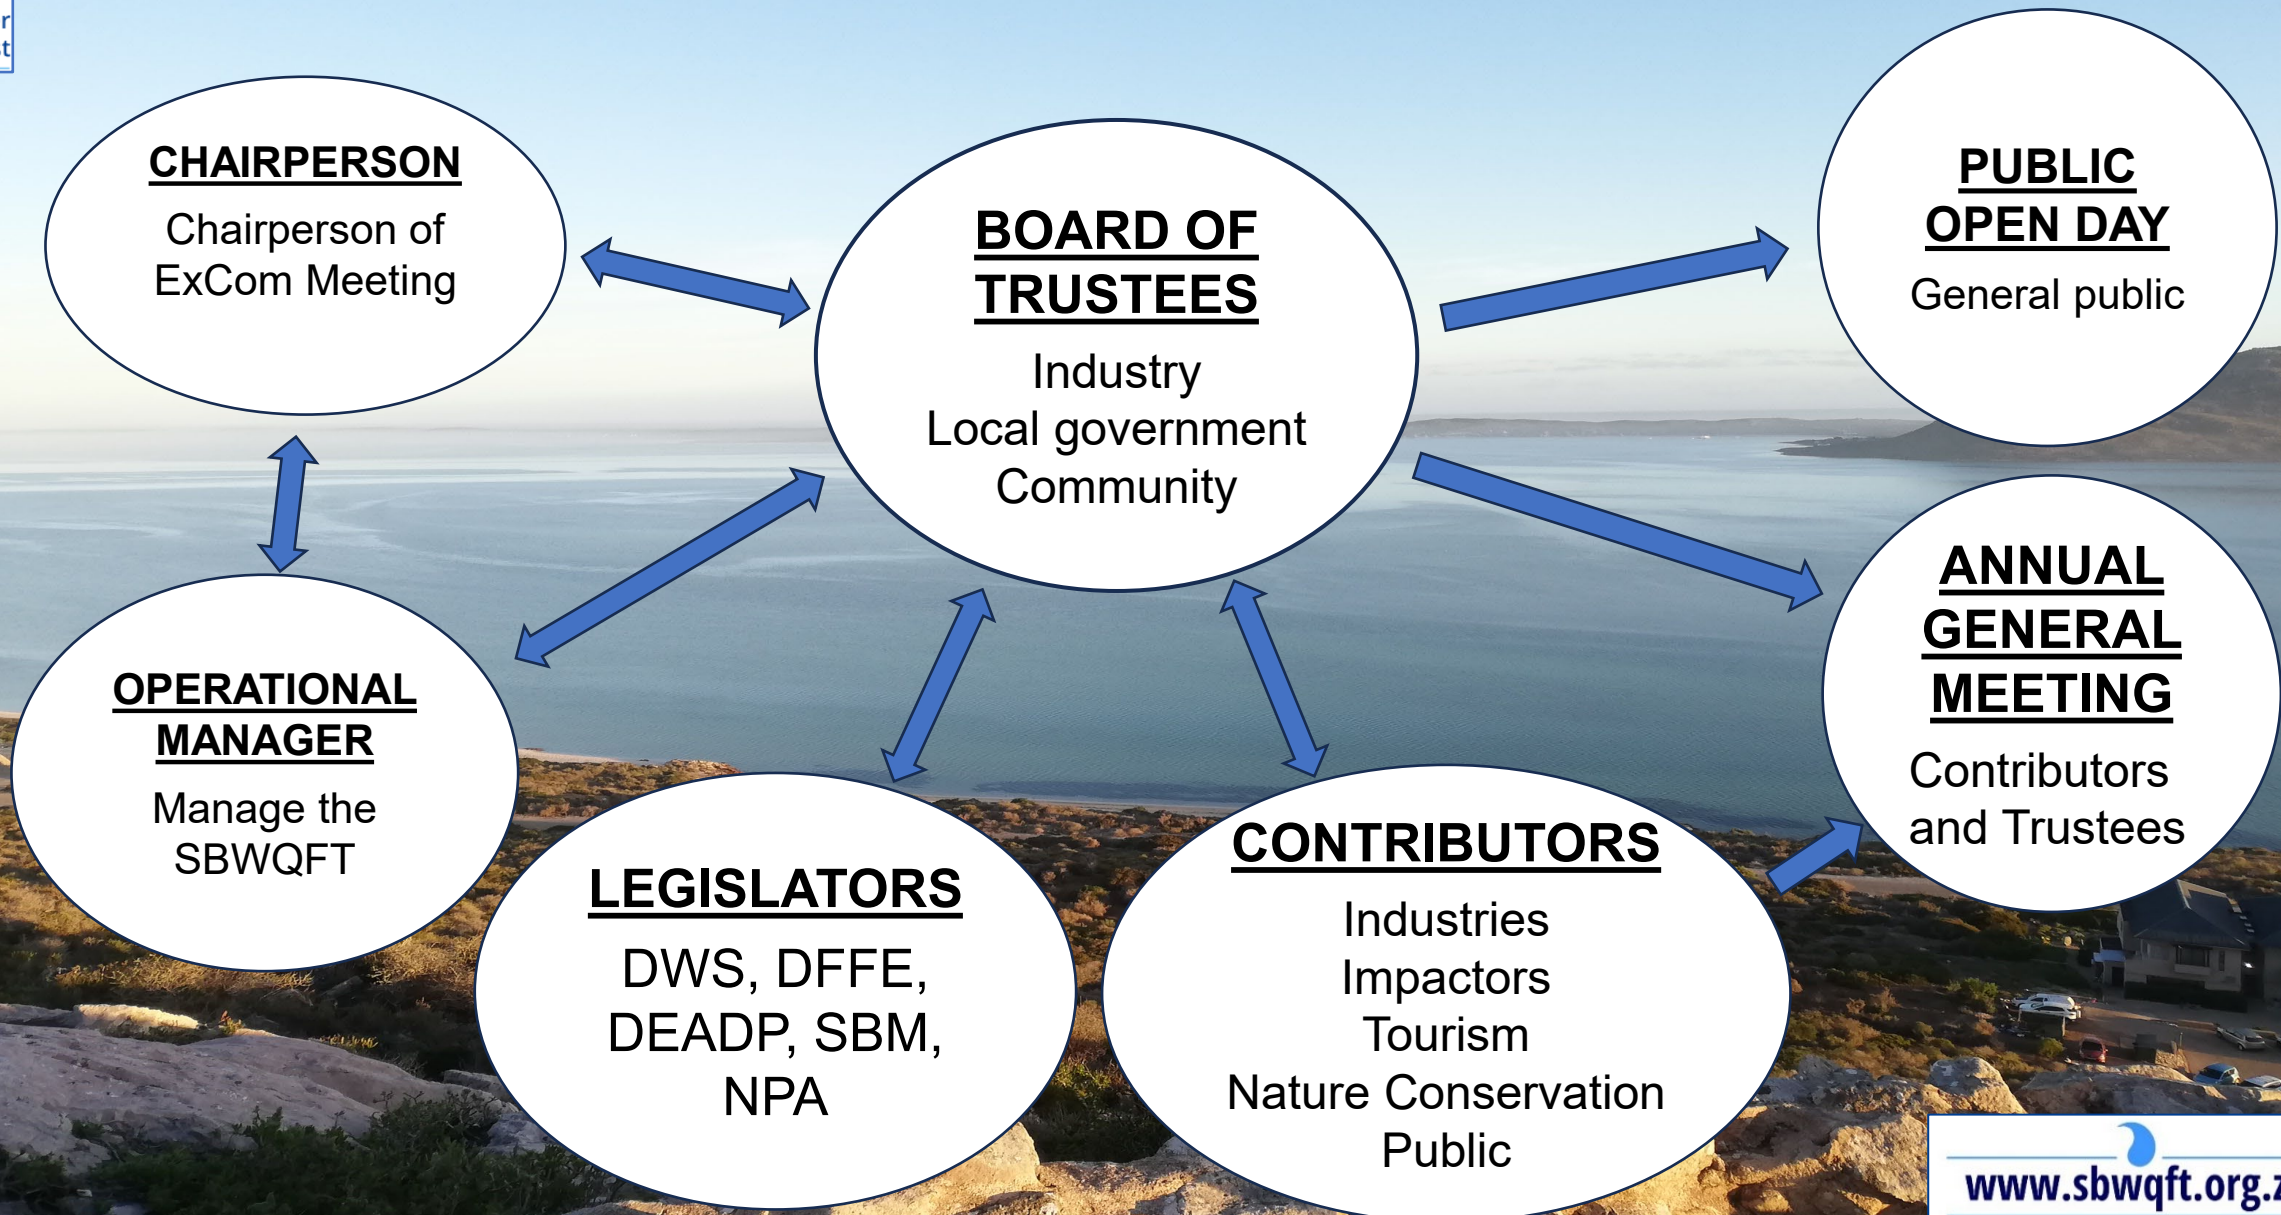 r
st
CHAIRPERSON
Chairperson of
ExCom Meeting
BOARD OF
TRUSTEES
Industry
Local government
Community
PUBLIC
OPEN DAY
General public
OPERATIONAL
MANAGER
Manage the
SBWQFT
LEGISLATORS
DWS, DFFE,
DEADP, SBM,
NPA
CONTRIBUTORS
Industries
Impactors
Tourism
Nature Conservation
Public
ANNUAL
GENERAL
MEETING
Contributors
and Trustees
www.sbwqft.org.z